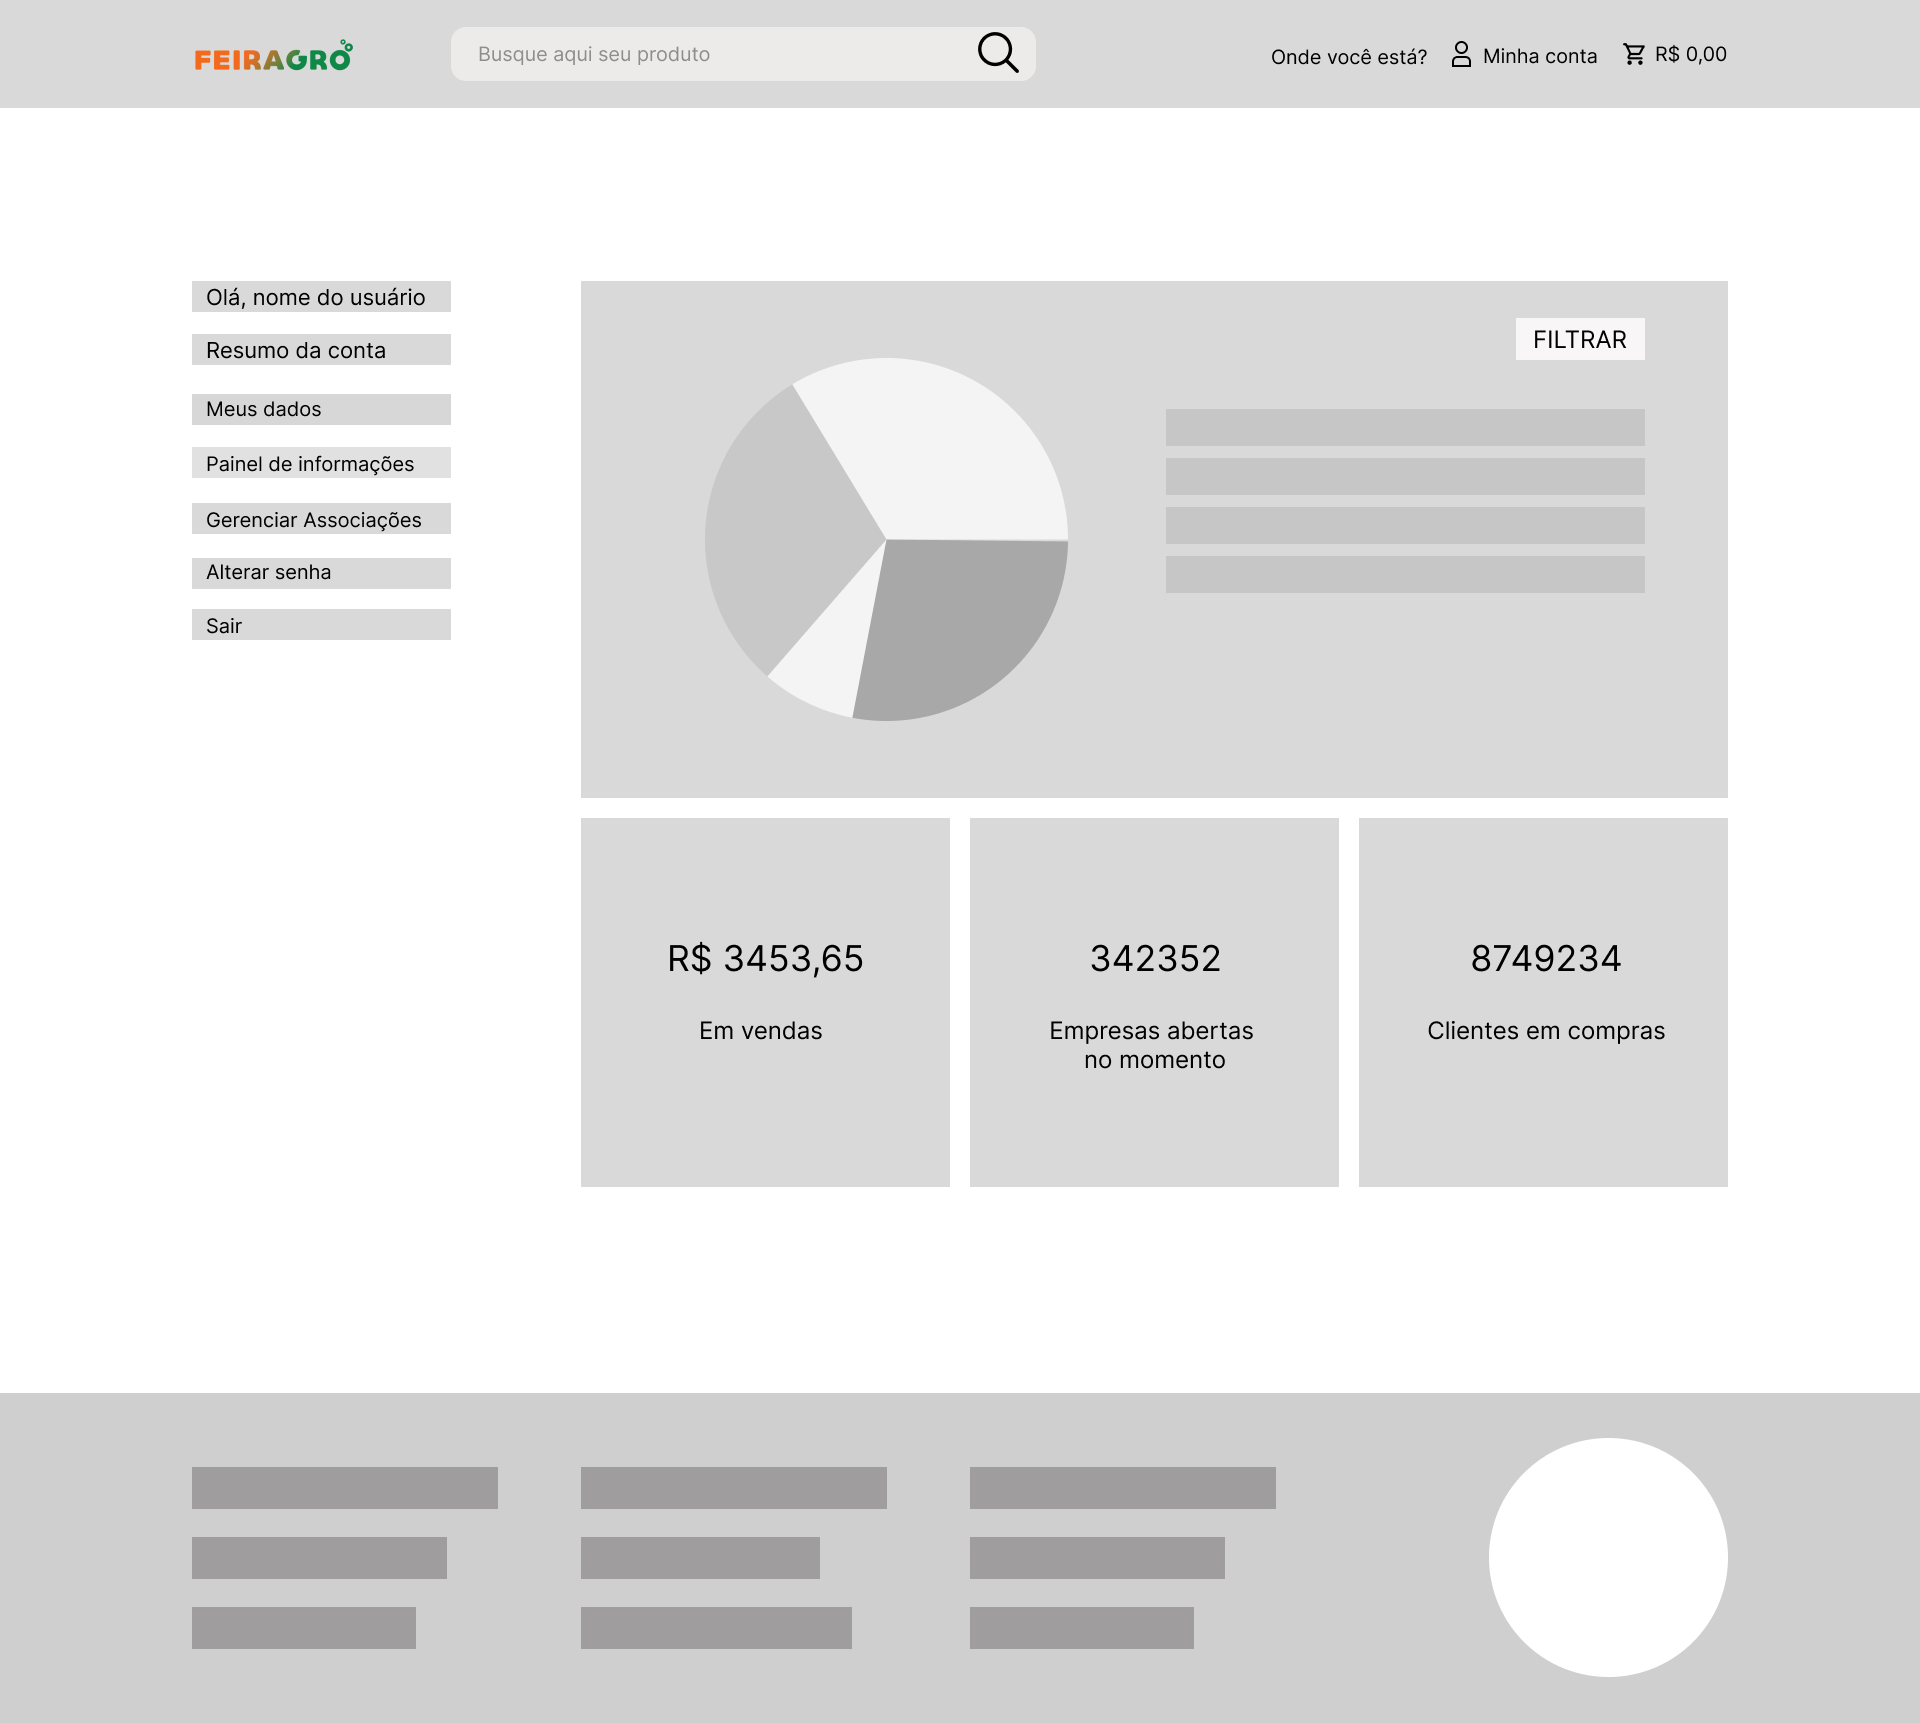 FEIRAGRO
Busque aqui seu produto
Onde você está?
Minha conta
R$ 0,00
Olá, nome do usuário
Resumo da conta
Meus dados
Painel de informações
Gerenciar Associações
Alterar senha
Sair
FILTRAR
R$ 3453,65
Em vendas
342352
Empresas abertas
no momento
8749234
Clientes em compras